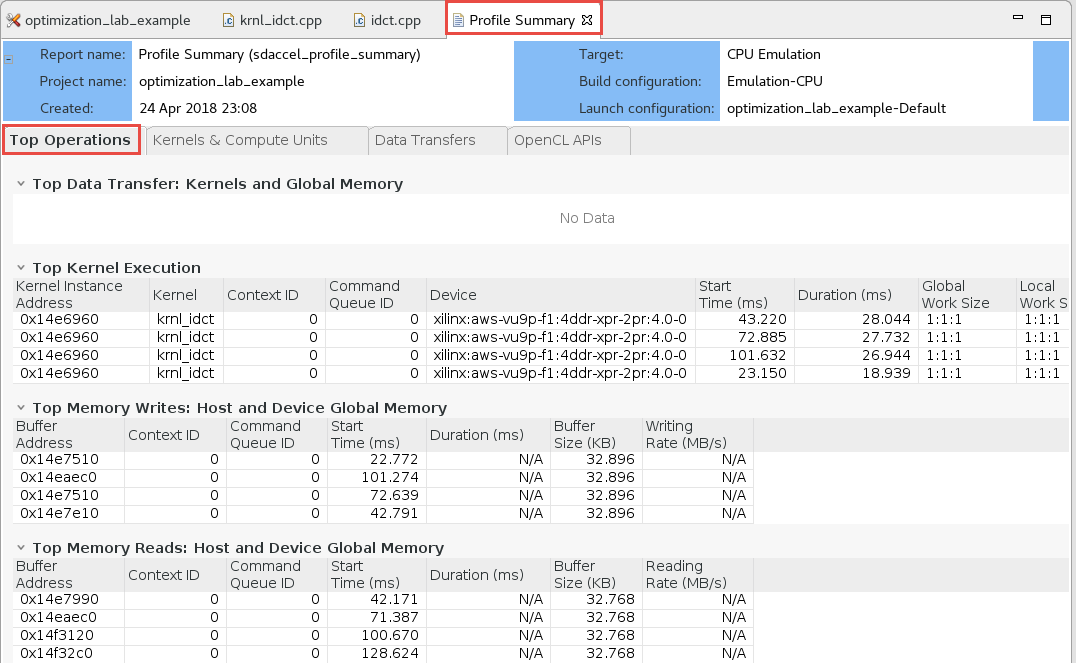 optimization_lab_example krnl_idct.cpp idct.cpp Profile Summary
Report name: Profile Summary (sdaccel_profile_summary) Target: CPU Emulation
Project name: optimization_lab_example Build configuration: Emulation-CPU
Created: 24 Apr 2018 23:08 Launch configuration: optimization_lab_example-Default
Top Operations Kernels & Compute Units Data Transfers OpenCL APIs
Top Data Transfer: Kernels and Global Memory
No Data
Top Kernel Execution
Kernel Instance Address Kernel Context ID Command Queue ID Device Start Time (ms) Duration (ms) Global Work Size Local Work S
0x14e6960 krnl_idct 0 0 xilinx:aws-vu9p-f1:4ddr-xpr-2pr:4.0-0 43.220 28.044 1:1:1 1:1:1
0x14e6960 krnl_idct 0 0 xilinx:aws-vu9p-f1:4ddr-xpr-2pr:4.0-0 72.885 27.732 1:1:1 1:1:1
0x14e6960 krnl_idct 0 0 xilinx:aws-vu9p-f1:4ddr-xpr-2pr:4.0-0 101.632 26.944 1:1:1 1:1:1
0x14e6960 krnl_idct 0 0 xilinx:aws-vu9p-f1:4ddr-xpr-2pr:4.0-0 23.150 18.939 1:1:1 1:1:1
Top Memory Writes: Host and Device Global Memory
Buffer Address Context ID Command Queue ID Start Time (ms) Duration (ms) Buffer Size (KB) Writing Rate (MB/s)
0x14e7510 0 0 22.772 N/A 32.896 N/A
0x14eaec0 0 0 101.274 N/A 32.896 N/A
0x14e7510 0 0 72.639 N/A 32.896 N/A
0x14e7e10 0 0 42.791 N/A 32.896 N/A
Top Memory Reads: Host and Device Global Memory
Buffer Address Context ID Command Queue ID Start Time (ms) Duration (ms) Buffer Size (KB) Reading Rate (MB/s)
0x14e7990 0 0 42.171 N/A 32.768 N/A
0x14eaec0 0 0 71.387 N/A 32.768 N/A
0x14f3120 0 0 100.670 N/A 32.768 N/A
0x14f32c0 0 0 128.624 N/A 32.768 N/A